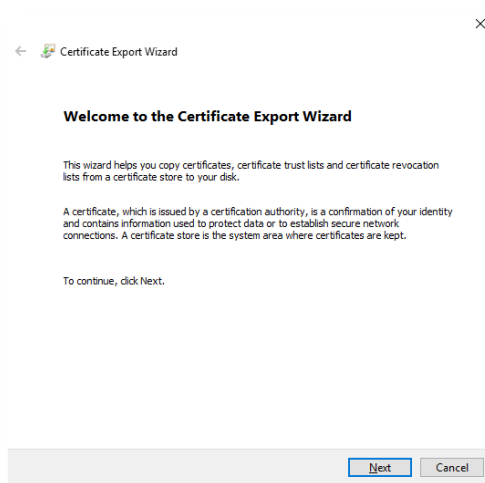 Certificate Export Wizard
Welcome to the Certificate Export Wizard
This wizard helps you copy certificates, certificate trust lists and certificate revocation
lists from a certificate store to your disk.
A certificate, which is issued by a certification authority, is a confirmation of your identity
and contains information used to protect data or to establish secure network
connections. A certificate store is the system area where certificates are kept.
To continue, click Next.
Next
Cancel